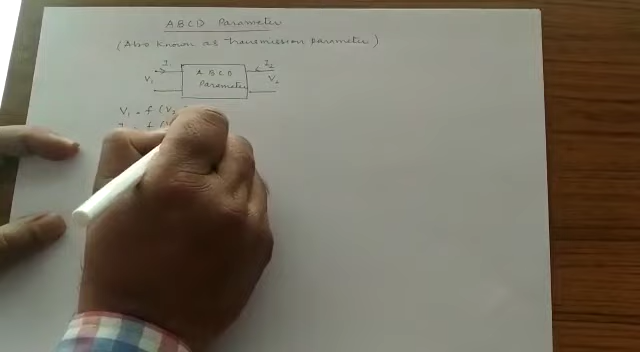 ABCD Parameter
(Also known as Transmission parameter)
I₁
I₂
V₁
ABCD
V₂
Parameter
V₁ = f (V₂
f (V